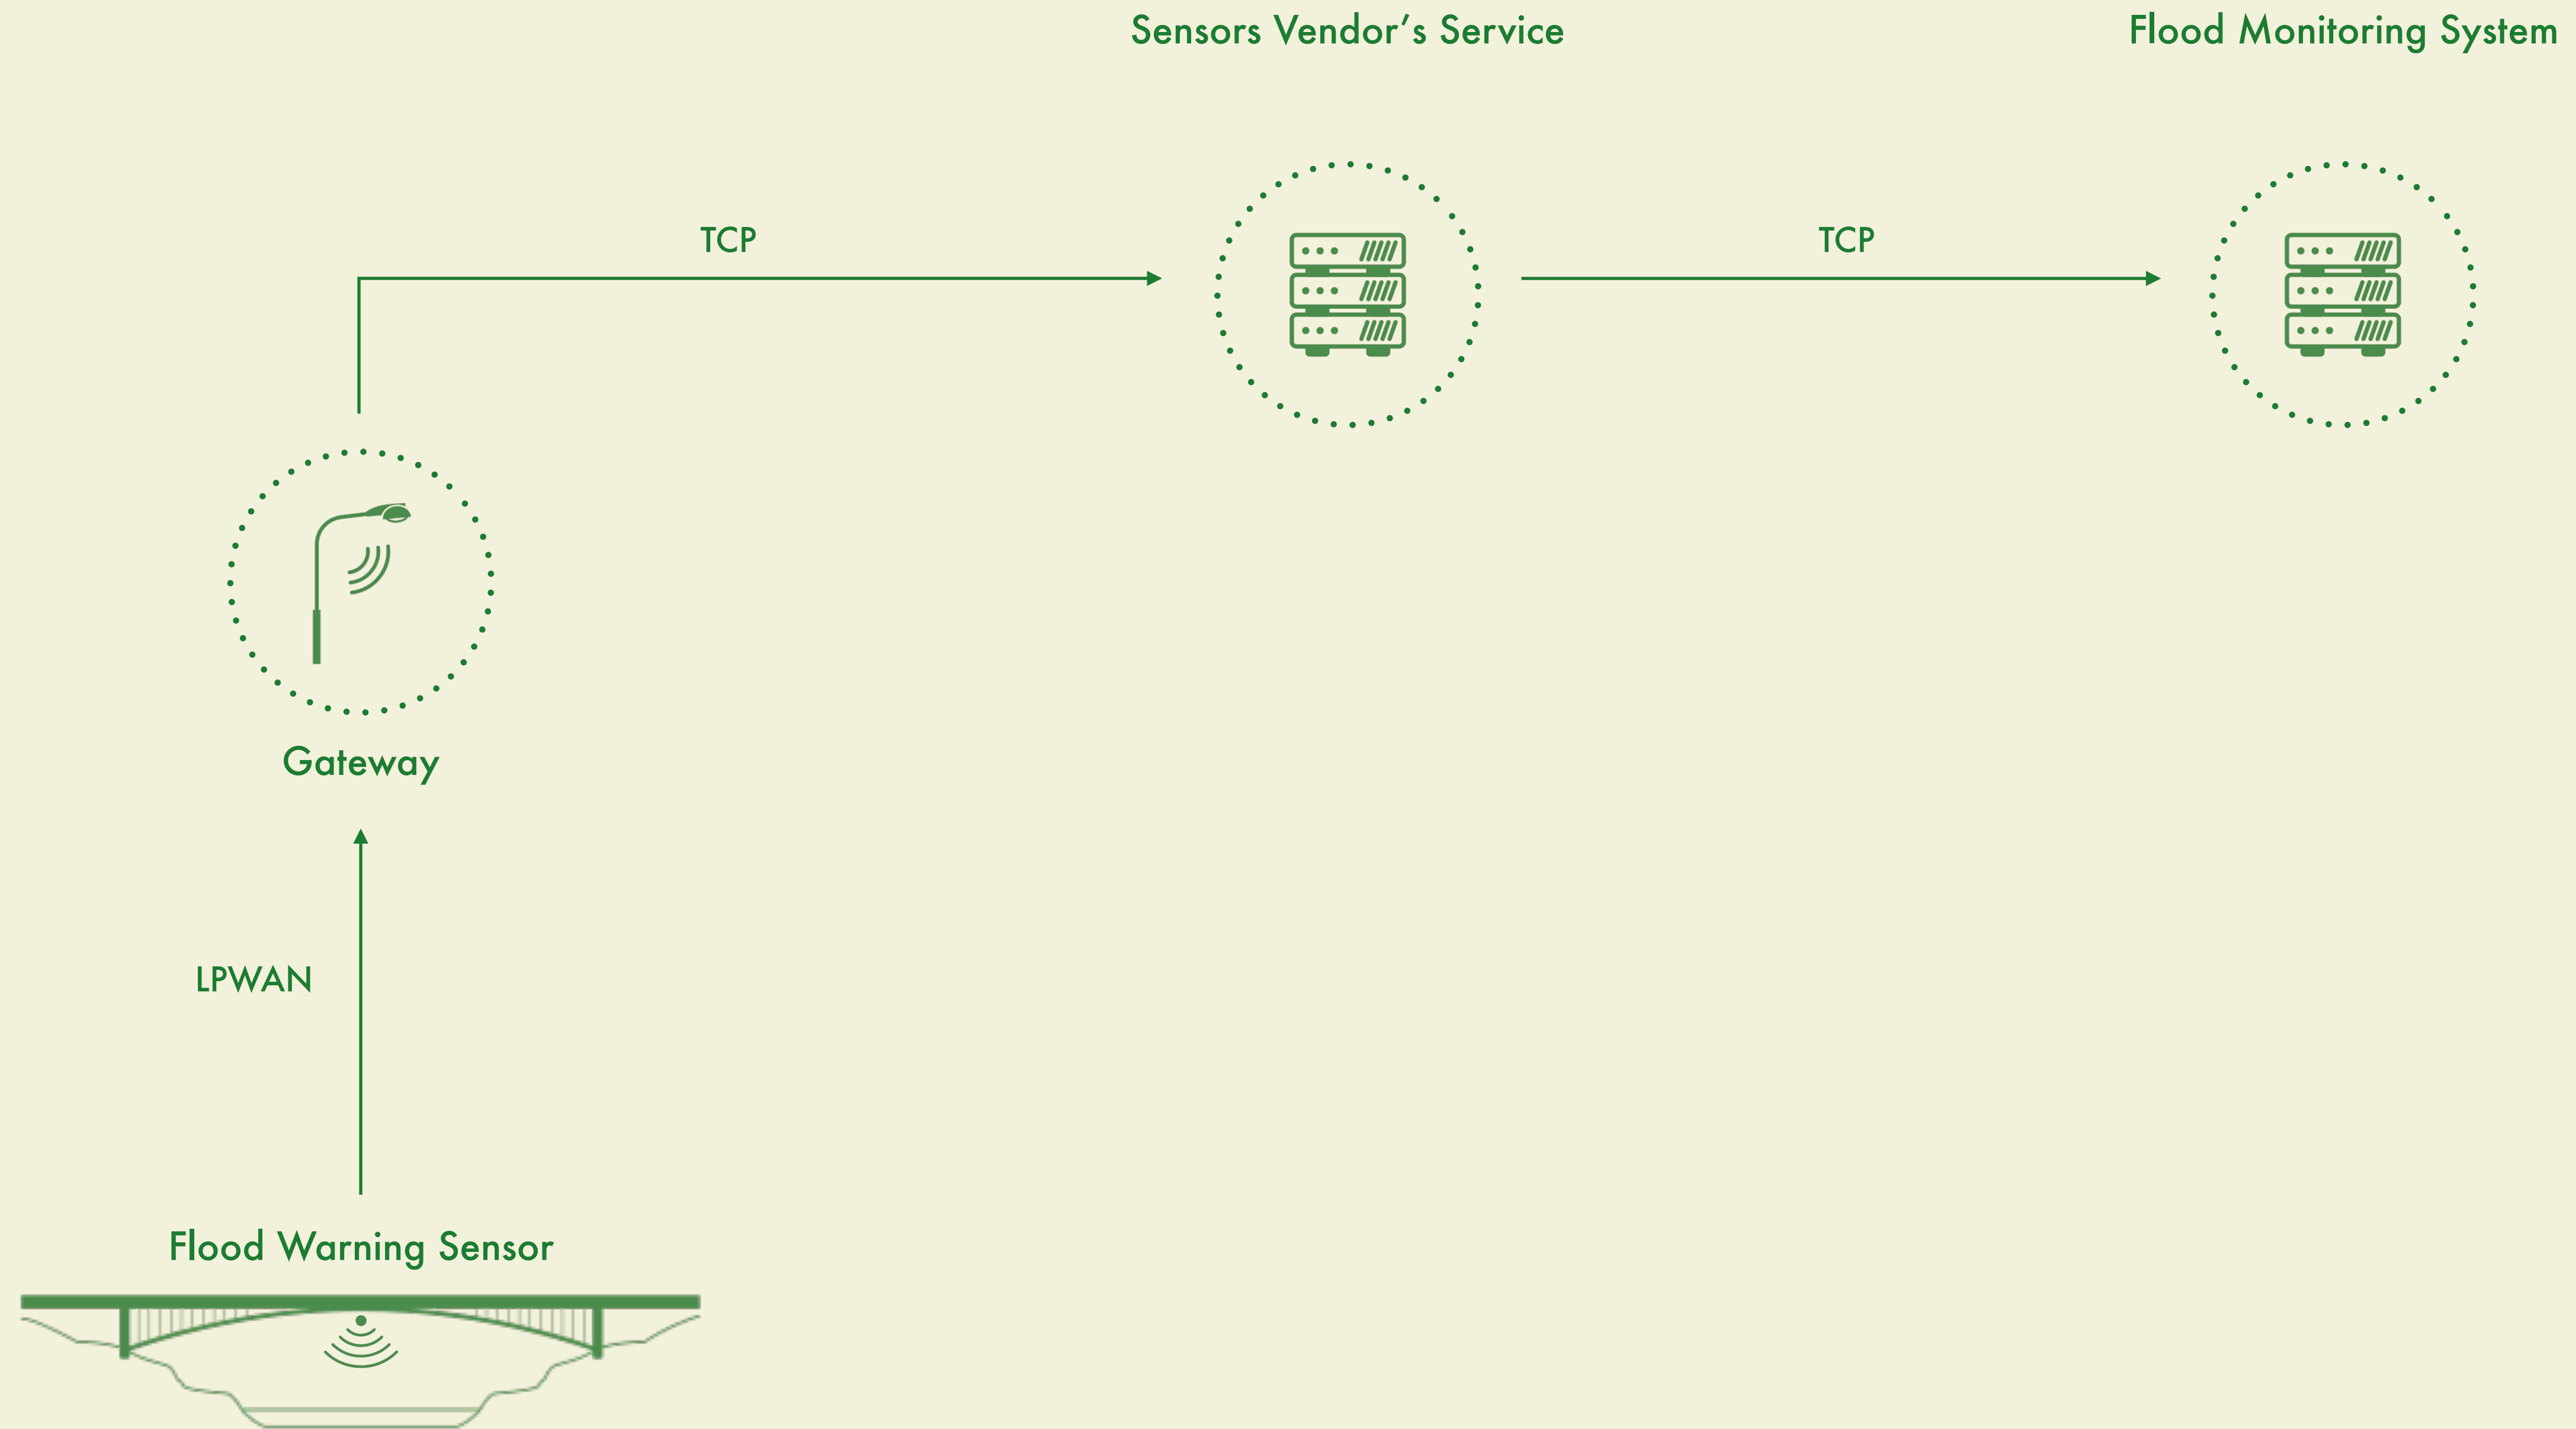 Sensors Vendor’s Service
Flood Monitoring System
TCP
TCP
Gateway
LPWAN
Flood Warning Sensor